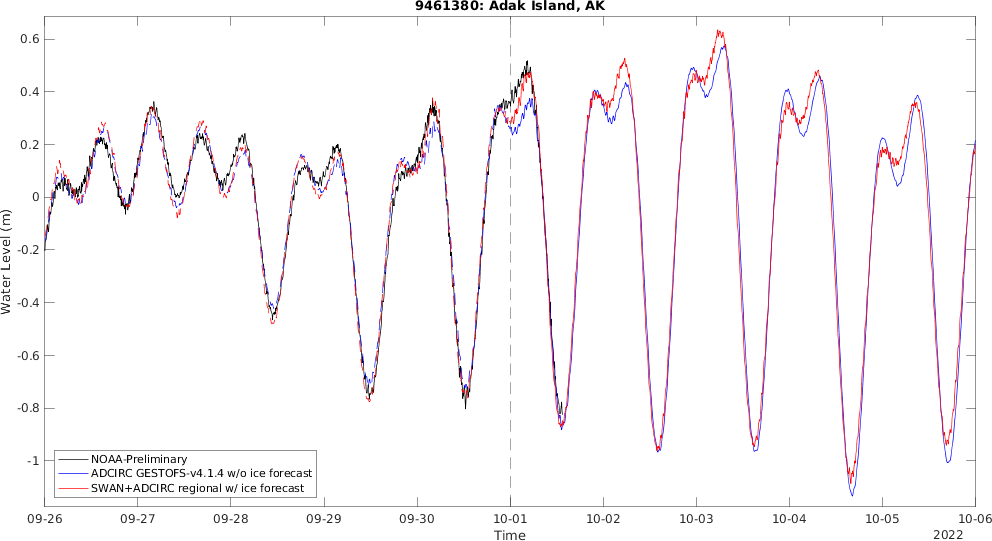 9461380: Adak Island, AK
0.6
0.4
0.2
0
-0.2
-0.4
-0.6
-0.8
-1
Water Level (m)
NOAA-Preliminary
ADCIRC GESTOFS-v4.1.4 w/o ice forecast
SWAN+ADCIRC regional w/ ice forecast
09-26 09-27 09-28 09-29 09-30 10-01 10-02 10-03 10-04 10-05 10-06
Time
2022